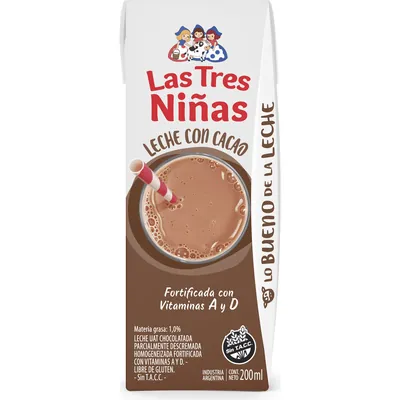 Las Tres
Niñas
LECHE CON CACAO
LO BUENO DE LA LECHE
Fortificada con
Vitaminas A y D
Materia grasa: 1,0%
LECHE UAT CHOCOLATADA
PARCIALMENTE DESCREMADA
HOMOGENEIZADA FORTIFICADA
CON VITAMINAS A Y D.-
LIBRE DE GLUTEN.
- SIN T.A.C.C. -
Sin T.A.C.C.
INDUSTRIA
ARGENTINA
CONT.
NETO 200ml